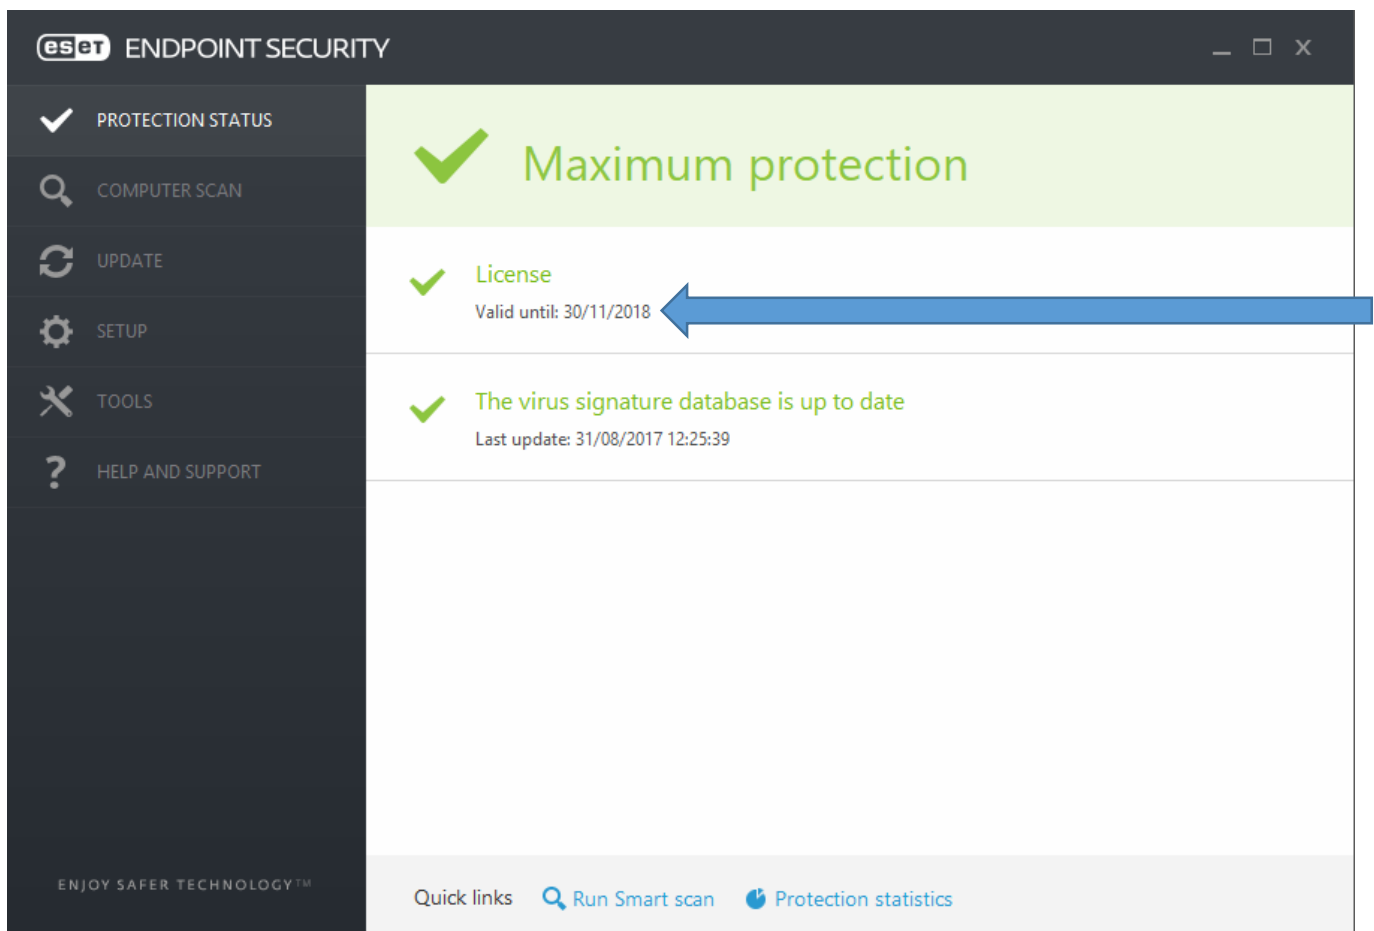 eset ENDPOINT SECURITY
PROTECTION STATUS
COMPUTER SCAN
UPDATE
SETUP
TOOLS
HELP AND SUPPORT
ENJOY SAFER TECHNOLOGY™
Maximum protection
License
Valid until: 30/11/2018
The virus signature database is up to date
Last update: 31/08/2017 12:25:39
Quick links Run Smart scan Protection statistics